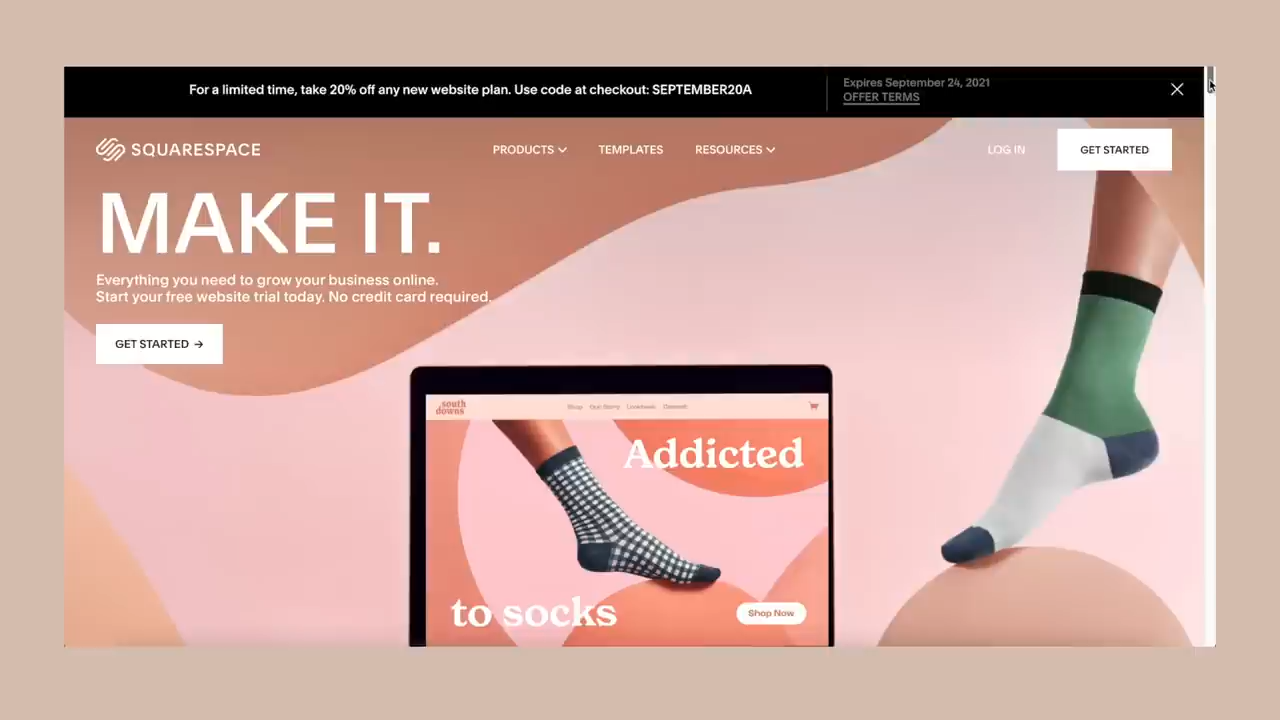 For a limited time, take 20% off any new website plan. Use code at checkout: SEPTEMBER20A
Expires September 24, 2021
OFFER TERMS
SQUARESPACE
PRODUCTS
TEMPLATES
RESOURCES
LOG IN
GET STARTED
MAKE IT.
Everything you need to grow your business online.
Start your free website trial today. No credit card required.
GET STARTED →
south
downs
Shop Our Story Lookbook
Addicted
to socks
Shop Now